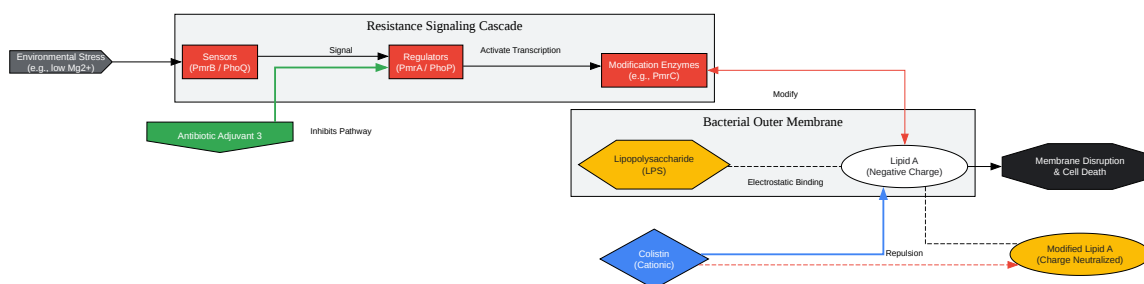 Resistance Signaling Cascade
Environmental Stress
(e.g., low Mg2+)
Sensors
(PmrB / PhoQ)
Signal
Regulators
(PmrA / PhoP)
Activate Transcription
Modification Enzymes
(e.g., PmrC)
Modify
Antibiotic Adjuvant 3
Inhibits Pathway
Bacterial Outer Membrane
Lipopolysaccharide
(LPS)
Electrostatic Binding
Lipid A
(Negative Charge)
Membrane Disruption
& Cell Death
Colistin
(Cationic)
Repulsion
Modified Lipid A
(Charge Neutralized)